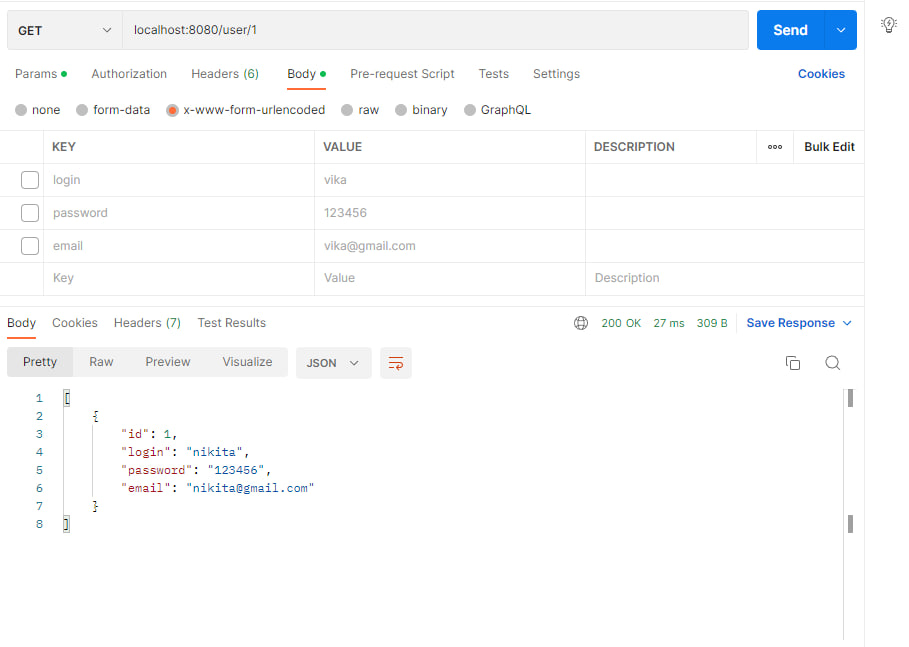 GET localhost:8080/user/1 Send
Params Authorization Headers (6) Body Pre-request Script Tests Settings Cookies
none form-data x-www-form-urlencoded raw binary GraphQL
KEY VALUE DESCRIPTION ooo Bulk Edit
login vika
password 123456
email vika@gmail.com
Key Value Description
Body Cookies Headers (7) Test Results 200 OK 27 ms 309 B Save Response
Pretty Raw Preview Visualize JSON
1 [
2 {
3 "id": 1,
4 "login": "nikita",
5 "password": "123456",
6 "email": "nikita@gmail.com"
7 }
8 ]